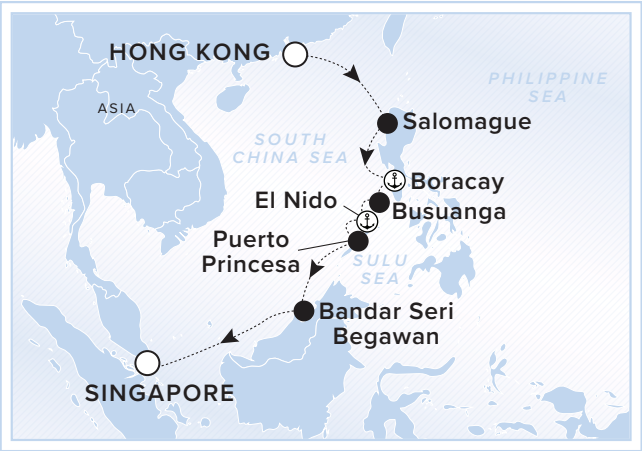 HONG KONG
PHILIPPINE
SEA
ASIA
Salomague
SOUTH
CHINA SEA
Boracay
El Nido
Busuanga
Puerto
Princesa
SULU
SEA
Bandar Seri
Begawan
SINGAPORE